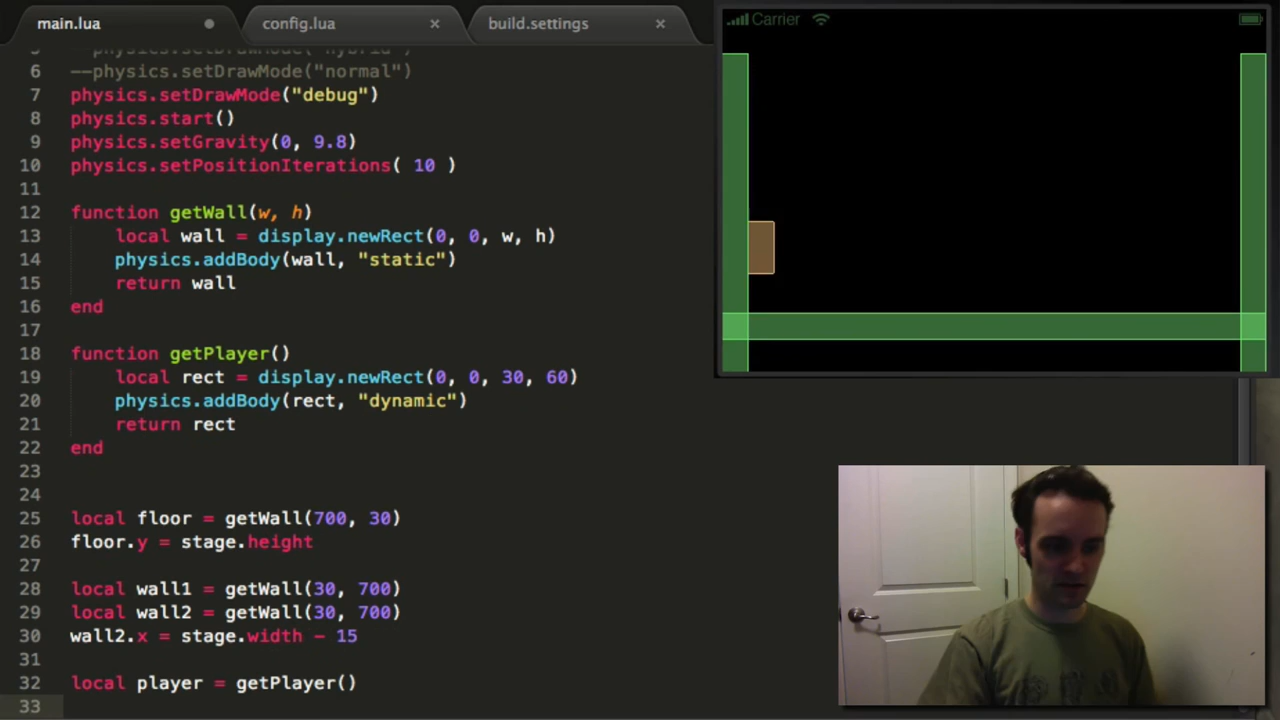 main.lua
config.lua
build.settings
Carrier
5 --physics.setDrawMode("hybrid")
6 --physics.setDrawMode("normal")
7 physics.setDrawMode("debug")
8 physics.start()
9 physics.setGravity(0, 9.8)
10 physics.setPositionIterations( 10 )
11
12 function getWall(w, h)
13 local wall = display.newRect(0, 0, w, h)
14 physics.addBody(wall, "static")
15 return wall
16 end
17
18 function getPlayer()
19 local rect = display.newRect(0, 0, 30, 60)
20 physics.addBody(rect, "dynamic")
21 return rect
22 end
23
24
25 local floor = getWall(700, 30)
26 floor.y = stage.height
27
28 local wall1 = getWall(30, 700)
29 local wall2 = getWall(30, 700)
30 wall2.x = stage.width - 15
31
32 local player = getPlayer()
33